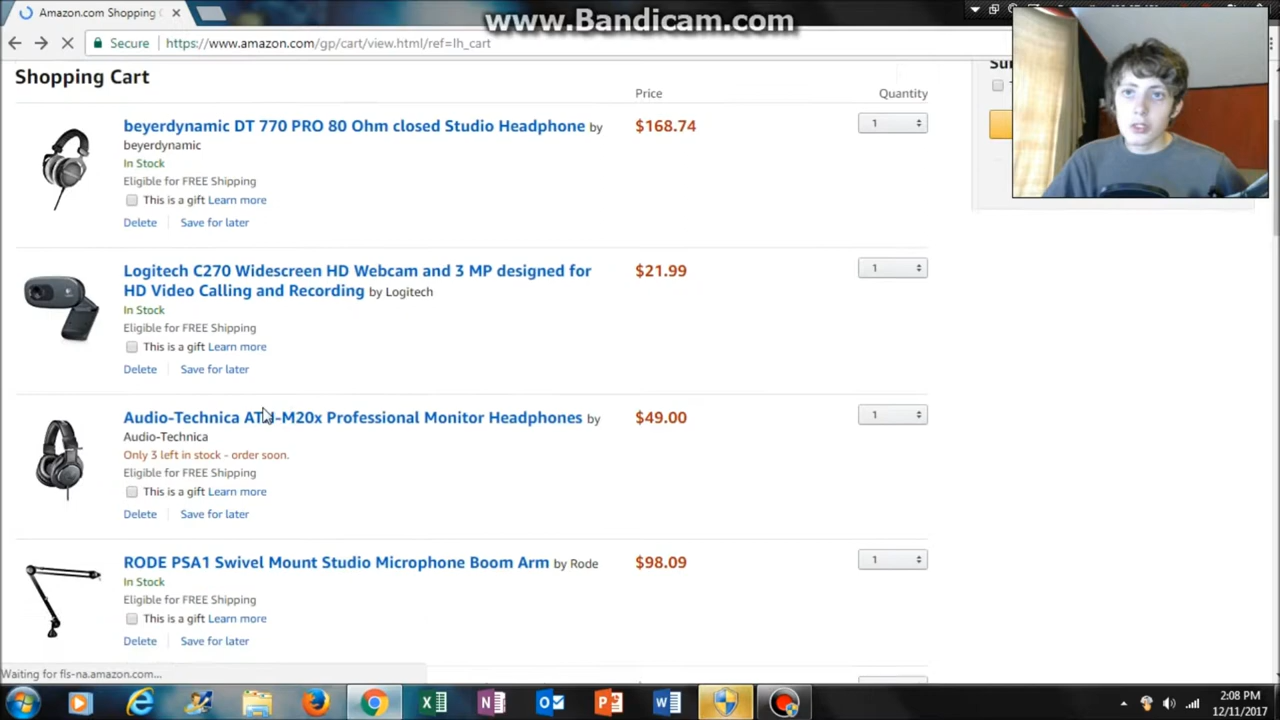 Amazon.com Shopping
www.Bandicam.com
Secure
https://www.amazon.com/gp/cart/view.html/ref=lh_cart
Shopping Cart
Price
Quantity
beyerdynamic DT 770 PRO 80 Ohm closed Studio Headphone by
beyerdynamic
$168.74
1
In Stock
Eligible for FREE Shipping
This is a gift Learn more
Delete
Save for later
Logitech C270 Widescreen HD Webcam and 3 MP designed for
HD Video Calling and Recording by Logitech
$21.99
1
In Stock
Eligible for FREE Shipping
This is a gift Learn more
Delete
Save for later
Audio-Technica ATH-M20x Professional Monitor Headphones by
Audio-Technica
$49.00
1
Only 3 left in stock - order soon.
Eligible for FREE Shipping
This is a gift Learn more
Delete
Save for later
RODE PSA1 Swivel Mount Studio Microphone Boom Arm by Rode
$98.09
1
In Stock
Eligible for FREE Shipping
This is a gift Learn more
Delete
Save for later
Waiting for fls-na.amazon.com...
2:08 PM
12/11/2017